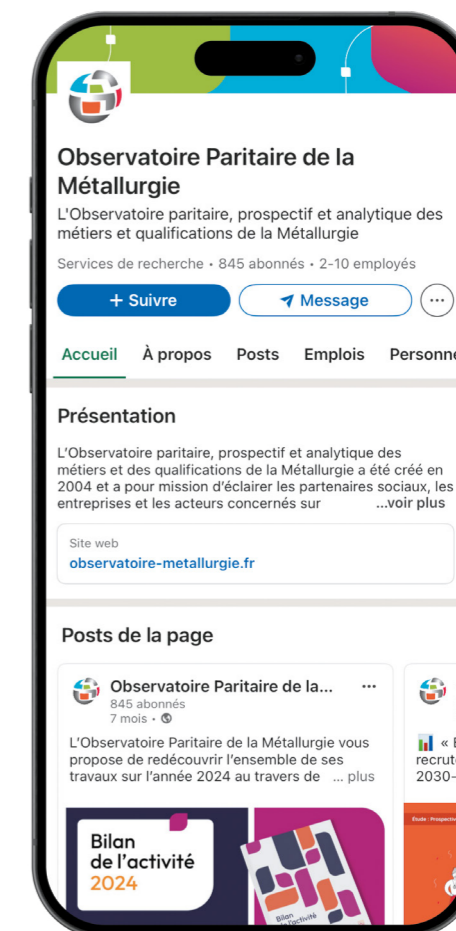 Observatoire Paritaire de la
Métallurgie
L'Observatoire paritaire, prospectif et analytique des
métiers et qualifications de la Métallurgie
Services de recherche • 845 abonnés • 2-10 employés
+ Suivre
Message
...
Accueil À propos Posts Emplois Personne
Présentation
L'Observatoire paritaire, prospectif et analytique des
métiers et des qualifications de la Métallurgie a été créé en
2004 et a pour mission d'éclairer les partenaires sociaux, les
entreprises et les acteurs concernés sur ...voir plus
Site web
observatoire-metallurgie.fr
Posts de la page
Observatoire Paritaire de la... ...
845 abonnés
7 mois •
L'Observatoire Paritaire de la Métallurgie vous
propose de redécouvrir l'ensemble de ses
travaux sur l'année 2024 au travers de ... plus
Bilan
de l'activité
2024
Bilan
de l'activité
«
recrut
2030-
Étude : Prospective